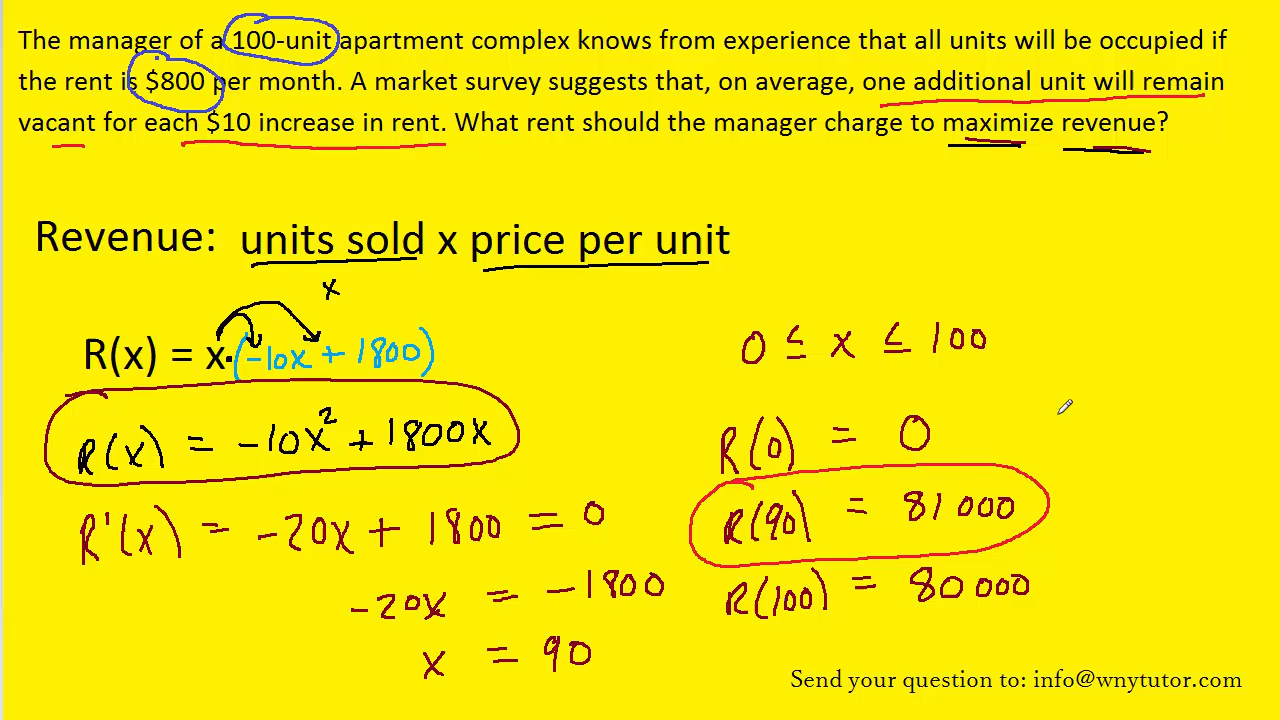 The manager of a 100-unit apartment complex knows from experience that all units will be occupied if
the rent is $800 per month. A market survey suggests that, on average, one additional unit will remain
vacant for each $10 increase in rent. What rent should the manager charge to maximize revenue?
Revenue: units sold x price per unit
x
R(x) = x·(-10x + 1800)
0 ≤ x ≤ 100
R(x) = -10x² + 1800x
R(0) = 0
R'(x) = -20x + 1800 = 0
R(90) = 81000
-20x = -1800
R(100) = 80000
x = 90
Send your question to: info@wnytutor.com